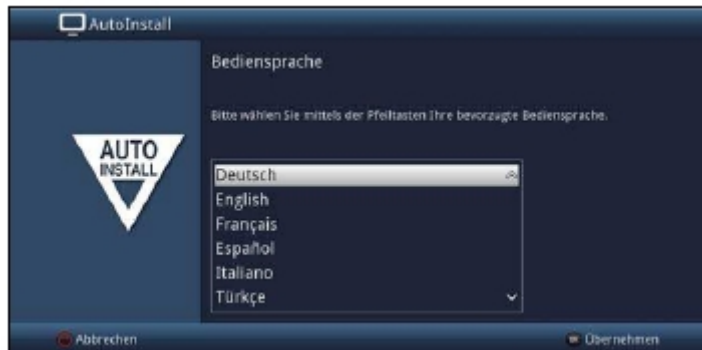 AutoInstall
Bediensprache
Bitte wählen Sie mittels der Pfeiltasten Ihre bevorzugte Bediensprache.
AUTO
INSTALL
Deutsch
English
Français
Español
Italiano
Türkçe
Abbrechen
Übernehmen